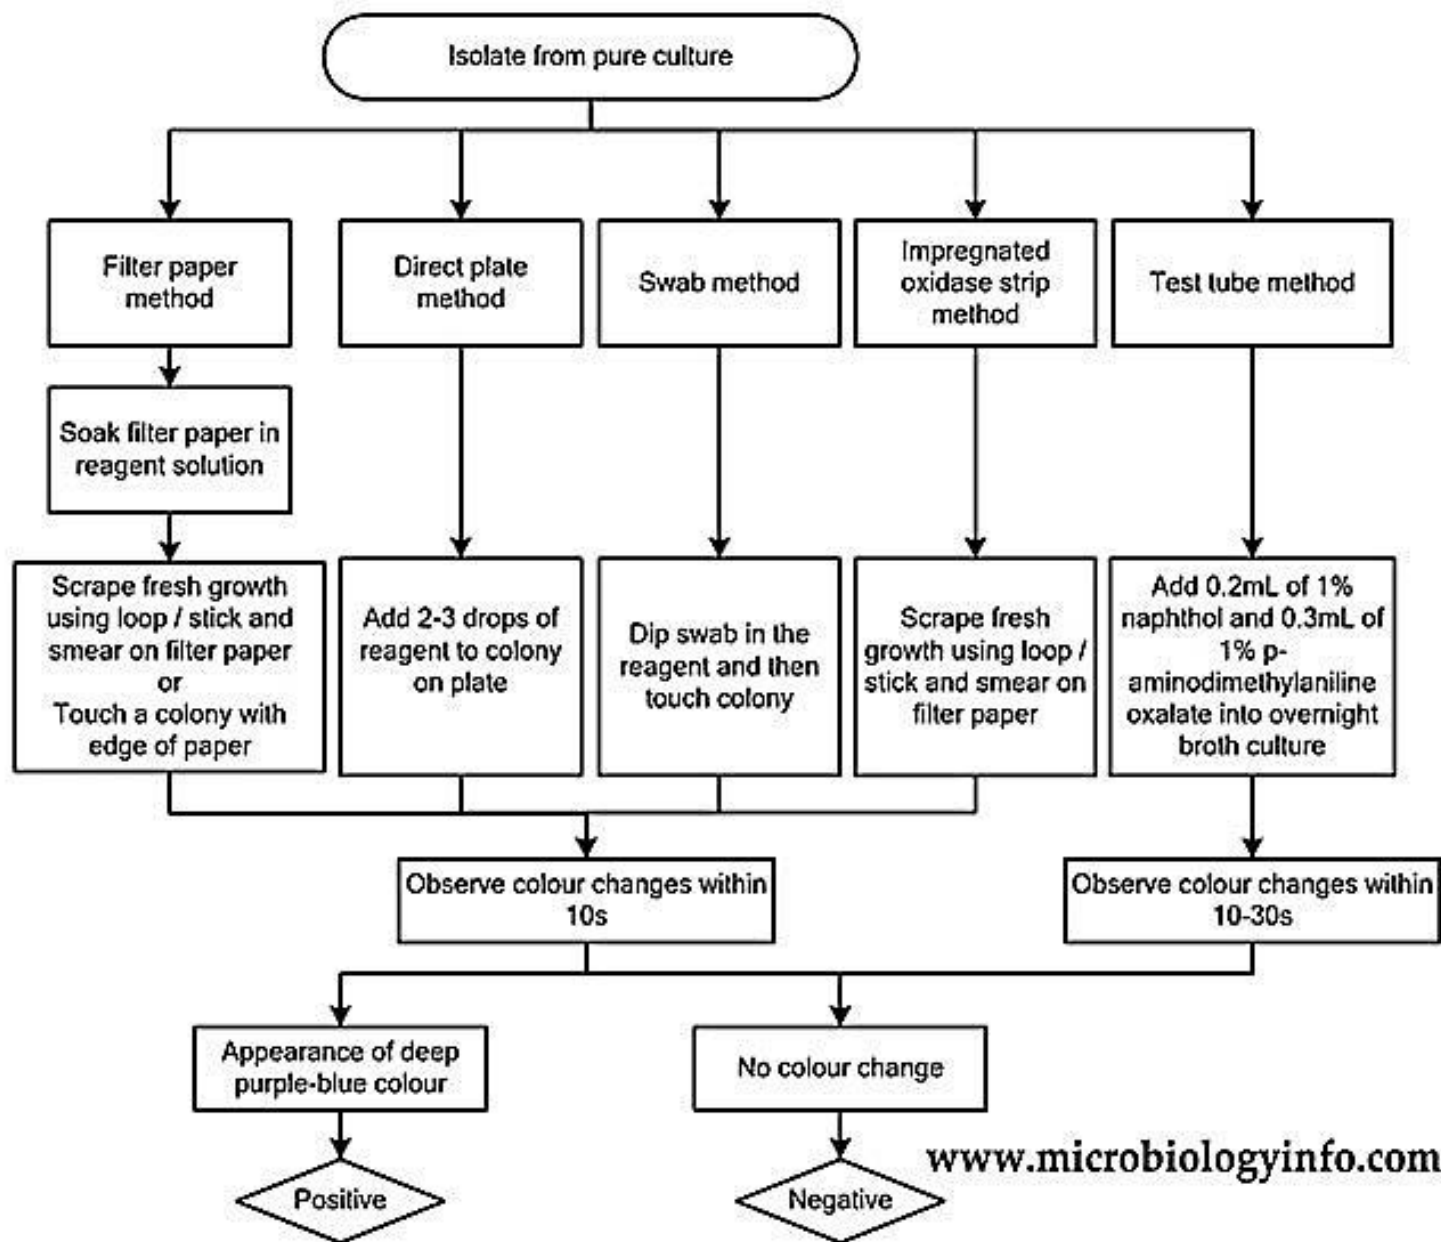 Isolate from pure culture
Filter paper
method
Direct plate
method
Swab method
Impregnated
oxidase strip
method
Test tube method
Soak filter paper in
reagent solution
Scrape fresh growth
using loop / stick and
smear on filter paper
or
Touch a colony with
edge of paper
Add 2-3 drops of
reagent to colony
on plate
Dip swab in the
reagent and then
touch colony
Scrape fresh
growth using loop /
stick and smear on
filter paper
Add 0.2mL of 1%
naphthol and 0.3mL of
1% p-
aminodimethylaniline
oxalate into overnight
broth culture
Observe colour changes within
10s
Observe colour changes within
10-30s
Appearance of deep
purple-blue colour
No colour change
Positive
Negative
www.microbiologyinfo.com